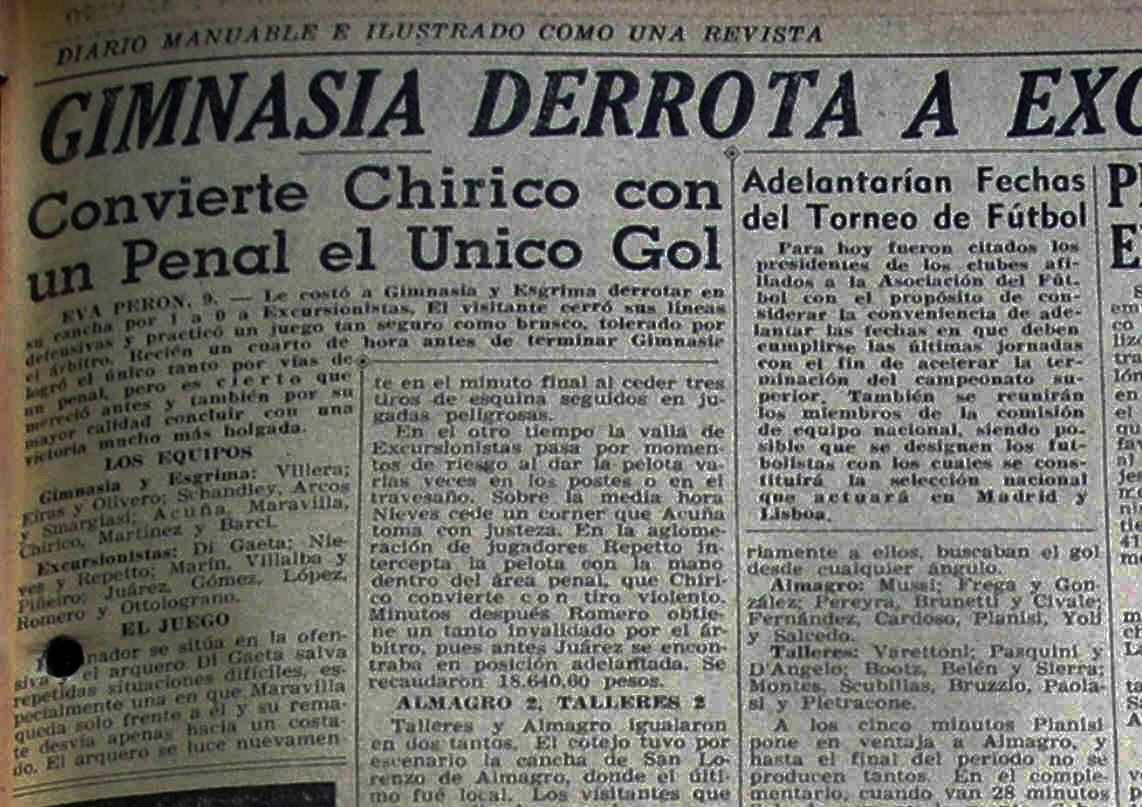 DIARIO MANUABLE E ILUSTRADO COMO UNA REVISTA
GIMNASIA DERROTA A EXC
Convierte Chirico con
un Penal el Unico Gol
EVA PERON, 9. — Le costó a Gimnasia y Esgrima derrotar en
su cancha por 1 a 0 a Excursionistas. El visitante cerró sus líneas
defensivas y practicó un juego tan seguro como brusco, tolerado por
el árbitro. Recién un cuarto de hora antes de terminar Gimnasia
logró el único tanto por vías de
un penal, pero es cierto que
mereció antes y también por su
mayor calidad concluir con una
victoria mucho más holgada.
LOS EQUIPOS
Gimnasia y Esgrima: Villera;
Eiras y Olivero; Schandley, Arcos
y Smargiasi; Acuña, Maravilla,
Chirico, Martínez y Barci.
Excursionistas: Di Gaeta; Nie-
ves y Repetto; Marín, Villalba y
Piñeiro; Juárez, Gómez, López,
Romero y Ottolograno.
EL JUEGO
nador se sitúa en la ofen-
siva y el arquero Di Gaeta salva
repetidas situaciones difíciles, es-
pecialmente una en que Maravilla
queda solo frente a él y su rema-
te desvía apenas hacia un costa-
do. El arquero se luce nuevamen
te en el minuto final al ceder tres
tiros de esquina seguidos en ju-
gadas peligrosas.
En el otro tiempo la valla de
Excursionistas pasa por momen-
tos de riesgo al dar la pelota va-
rias veces en los postes o en el
travesaño. Sobre la media hora
Nieves cede un corner que Acuña
toma con justeza. En la aglome-
ración de jugadores Repetto in-
tercepta la pelota con la mano
dentro del área penal, que Chiri-
co convierte con tiro violento.
Minutos después Romero obtie-
ne un tanto invalidado por el ár-
bitro, pues antes Juárez se encon-
traba en posición adelantada. Se
recaudaron 18.640,00 pesos.
ALMAGRO 2, TALLERES 2
Talleres y Almagro igualaron
en dos tantos. El cotejo tuvo por
escenario la cancha de San Lo-
renzo de Almagro, donde el últi-
mo fué local. Los visitantes que
Adelantarían Fechas
del Torneo de Fútbol
Para hoy fueron citados los
presidentes de los clubes afi-
liados a la Asociación del Fút-
bol con el propósito de con-
siderar la conveniencia de ade-
lantar las fechas en que deben
cumplirse las últimas jornadas
con el fin de acelerar la ter-
minación del campeonato su-
perior. También se reunirán
los miembros de la comisión
de equipo nacional, siendo po-
sible que se designen los fut-
bolistas con los cuales se cons-
tituirá la selección nacional
que actuará en Madrid y
Lisboa.
riamente a ellos, buscaban el gol
desde cualquier ángulo.
Almagro: Mussi; Frega y Gon-
zález; Pereyra, Brunetti y Civale;
Fernández, Cardoso, Planisi, Yoli
y Salcedo.
Talleres: Varettoni; Pasquini y
D'Angelo; Bootz, Belén y Sierra;
Montes, Scubillas, Bruzzio, Paola-
si y Pietracone.
A los cinco minutos Planisi
pone en ventaja a Almagro, y
hasta el final del período no se
producen tantos. En el comple-
mentario, cuando van 28 minutos